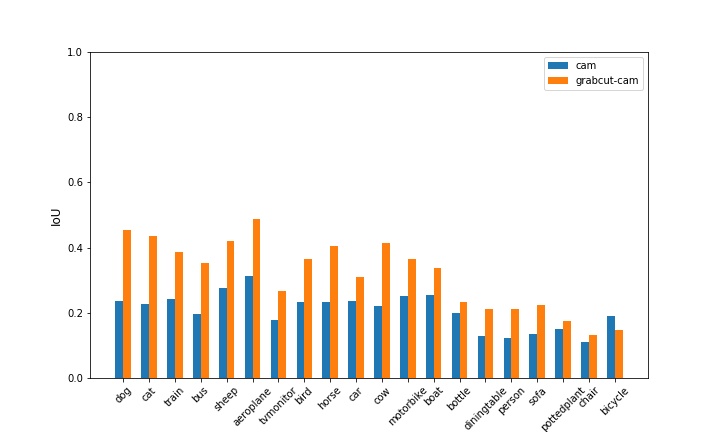 cam
grabcut-cam
IoU
1.0
0.8
0.6
0.4
0.2
0.0
dog
cat
train
bus
sheep
aeroplane
tvmonitor
bird
horse
car
cow
motorbike
boat
bottle
diningtable
person
sofa
pottedplant
chair
bicycle